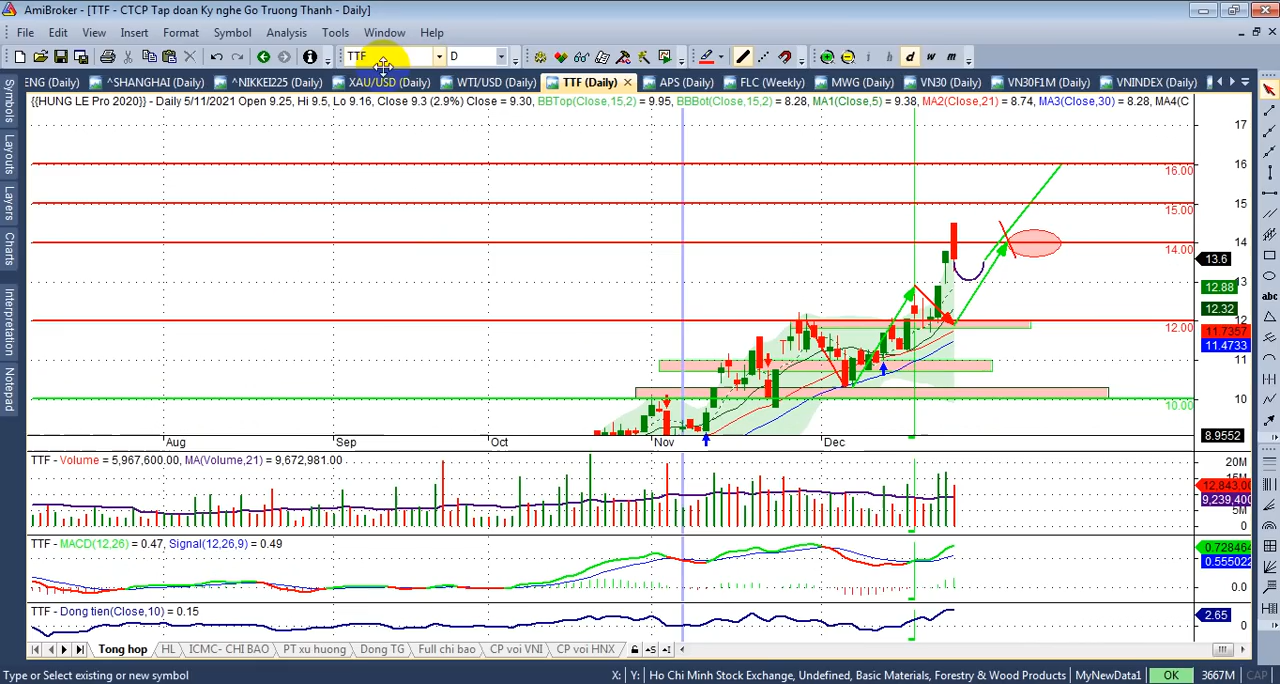 AmiBroker - [TTF - CTCP Tap doan Ky nghe Go Truong Thanh - Daily]
File Edit View Insert Format Symbol Analysis Tools Window Help
TTF D h i d w m
ENG (Daily) ^SHANGHAI (Daily) ^NIKKEI225 (Daily) XAU/USD (Daily) WTI/USD (Daily) TTF (Daily) APS (Daily) FLC (Weekly) MWG (Daily) VN30 (Daily) VN30F1M (Daily) VNINDEX (Daily)
{{HUNG LE Pro 2020}} - Daily 5/11/2021 Open 9.25, Hi 9.5, Lo 9.16, Close 9.3 (2.9%) Close = 9.30, BBTop(Close,15,2) = 9.95, BBBot(Close,15,2) = 8.28, MA1(Close,5) = 9.38, MA2(Close,21) = 8.74, MA3(Close,30) = 8.28, MA4(C
Symbols
Layouts
Layers
Charts
Interpretation
Notepad
abc
17
16
16.00
15
15.00
14
14.00
13.6
13
12.88
12.32
12
12.00
11.7357
11.4733
11
10
10.00
8.9552
Aug Sep Oct Nov Dec
TTF - Volume = 5,967,600.00, MA(Volume,21) = 9,672,981.00
20M
12,843,00
9,239,400
5M
0
TTF - MACD(12,26) = 0.47, Signal(12,26,9) = 0.49
0.728464
0.555022
0.0
TTF - Dong tien(Close,10) = 0.15
2.65
0
Tong hop HL ICMC- CHI BAO PT xu huong Dong TG Full chi bao CP voi VNI CP voi HNX
Type or Select existing or new symbol X: Y: Ho Chi Minh Stock Exchange, Undefined, Basic Materials, Forestry & Wood Products MyNewData1 OK 3667M CAP